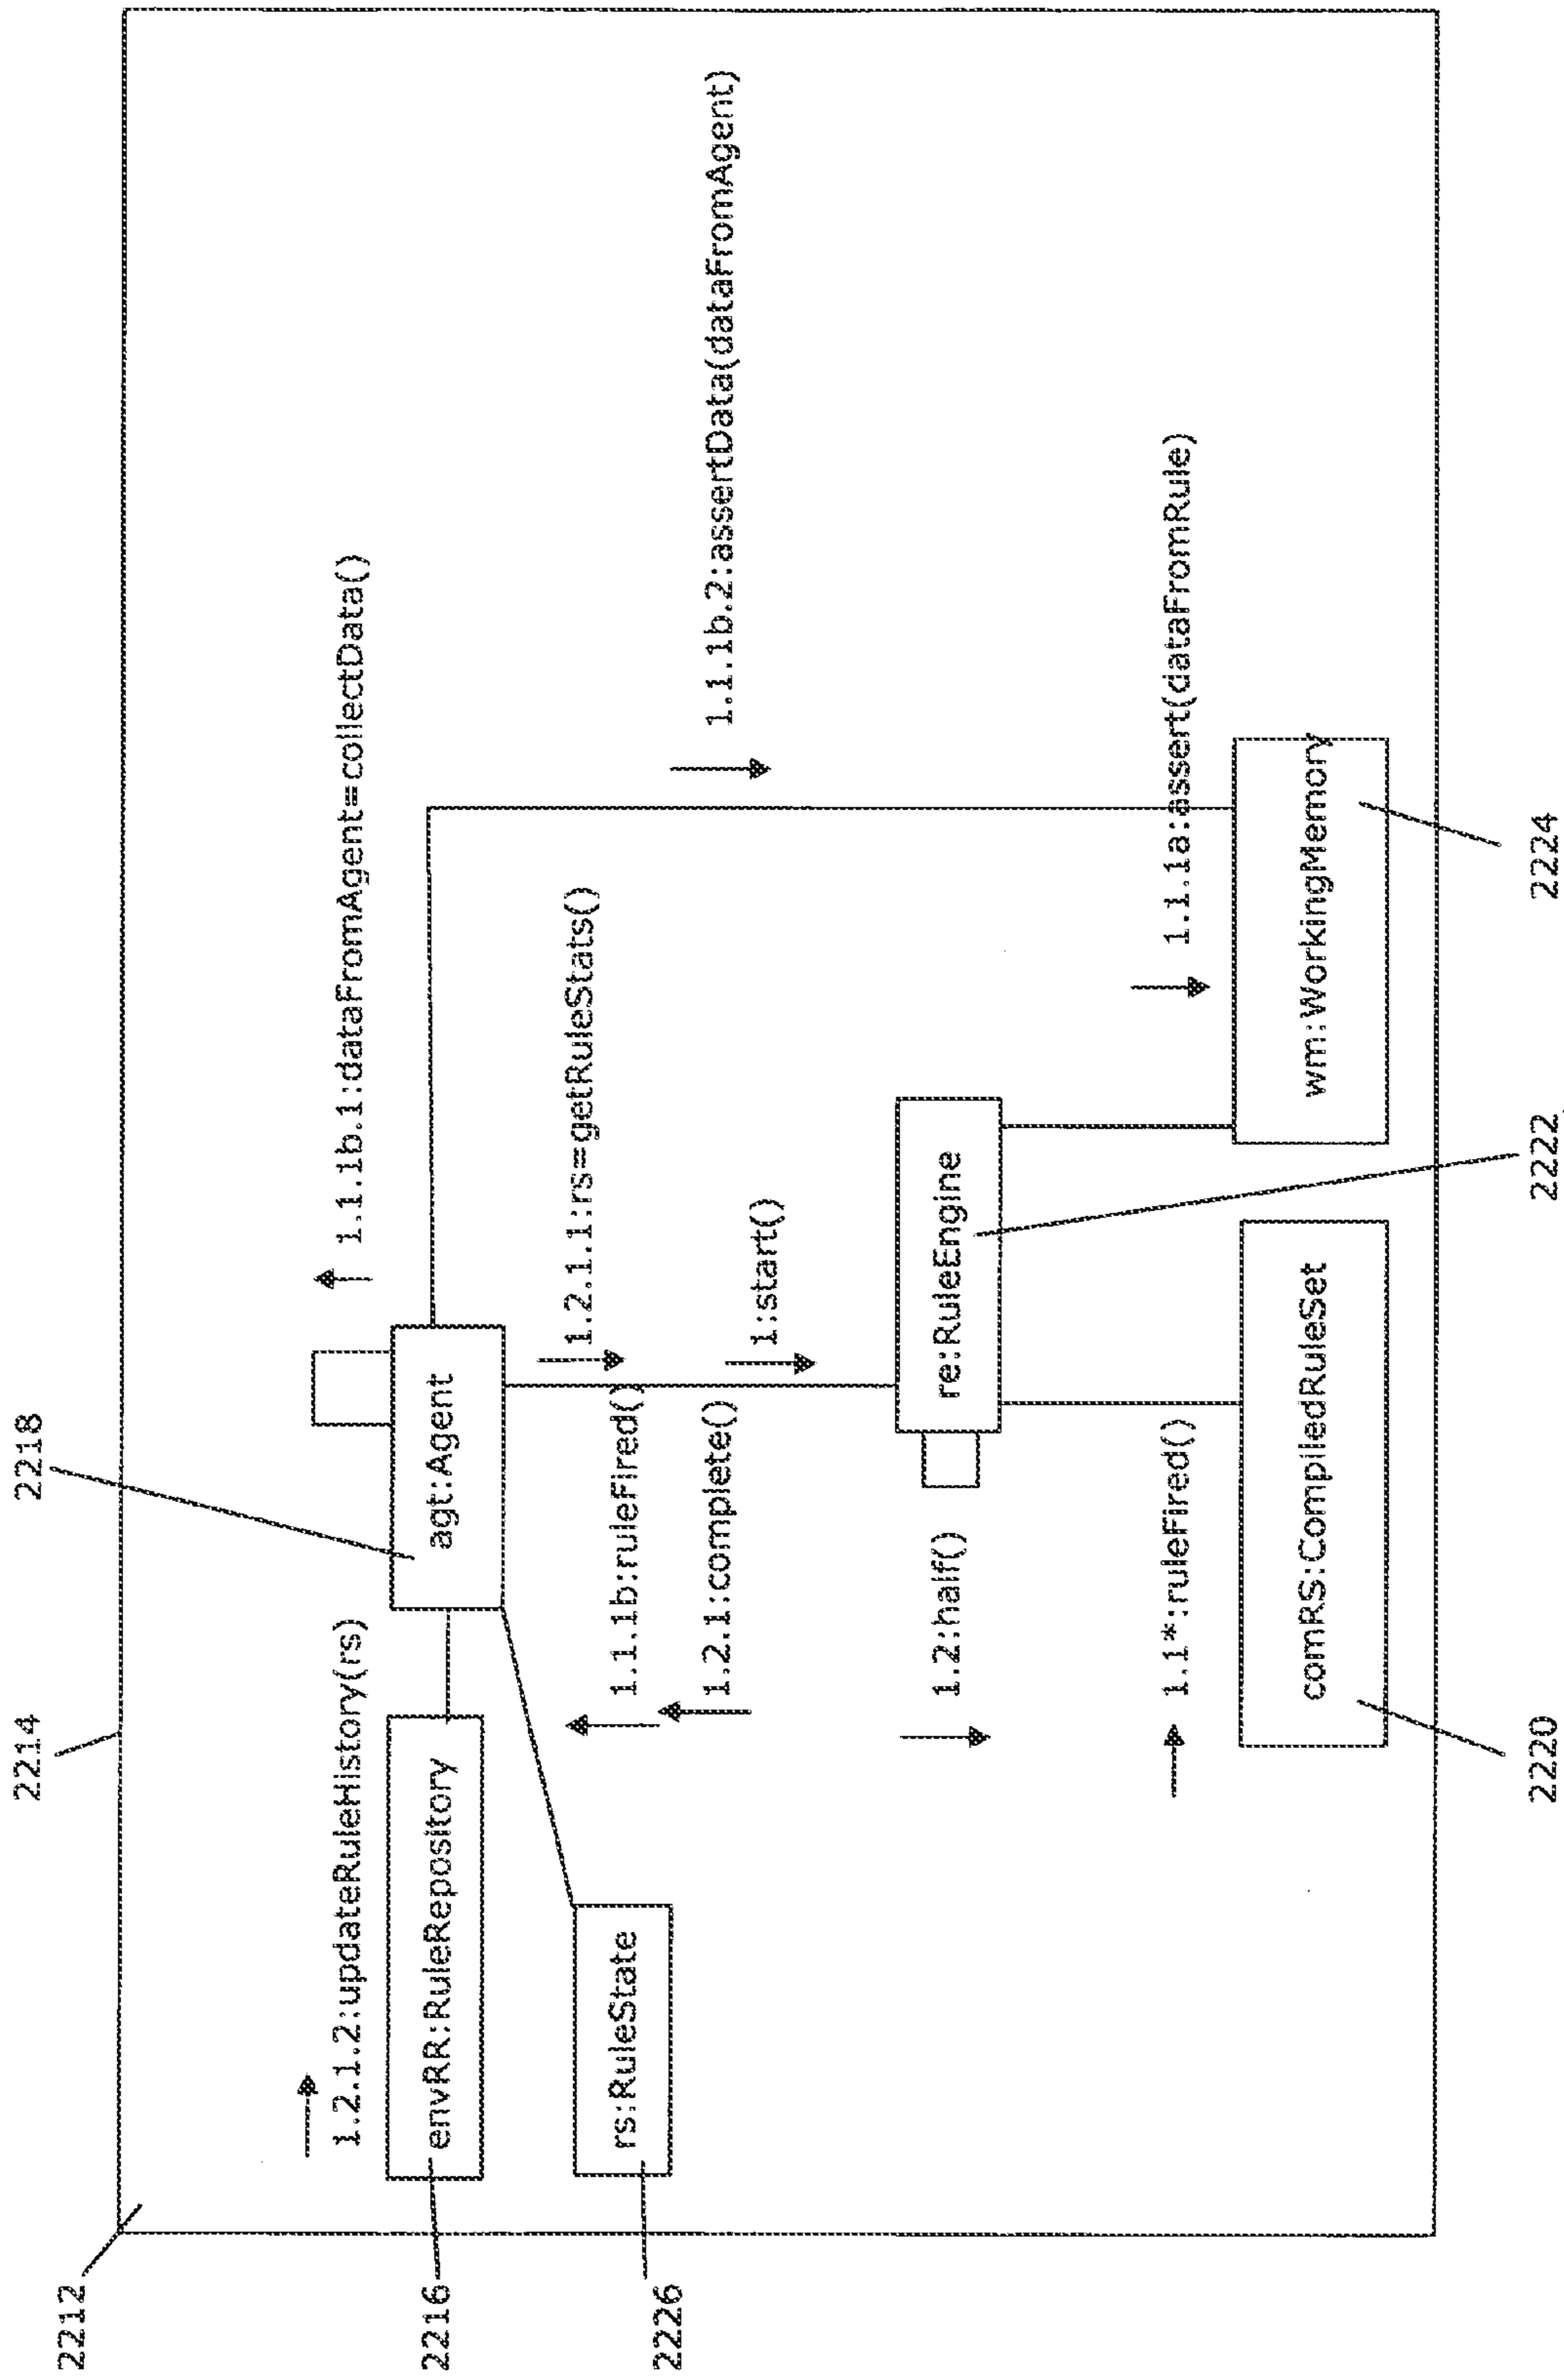 2212
2214
2218
1.2.1.2:updateRuleHistory(rs)
1.1.1b.1:dataFromAgent=collectData()
2216
envRR:RuleRepository
agt:Agent
2226
rs:RuleState
1.1.1b:ruleFired()
1.2.1.1:rs=getRuleStats()
1.2.1:complete()
1:start()
1.1.1b.2:assertData(dataFromAgent)
1.2:half()
re:RuleEngine
1.1*:ruleFired()
1.1.1a:assert(dataFromRule)
comRS:CompiledRuleSet
wm:WorkingMemory
2220
2222
2224